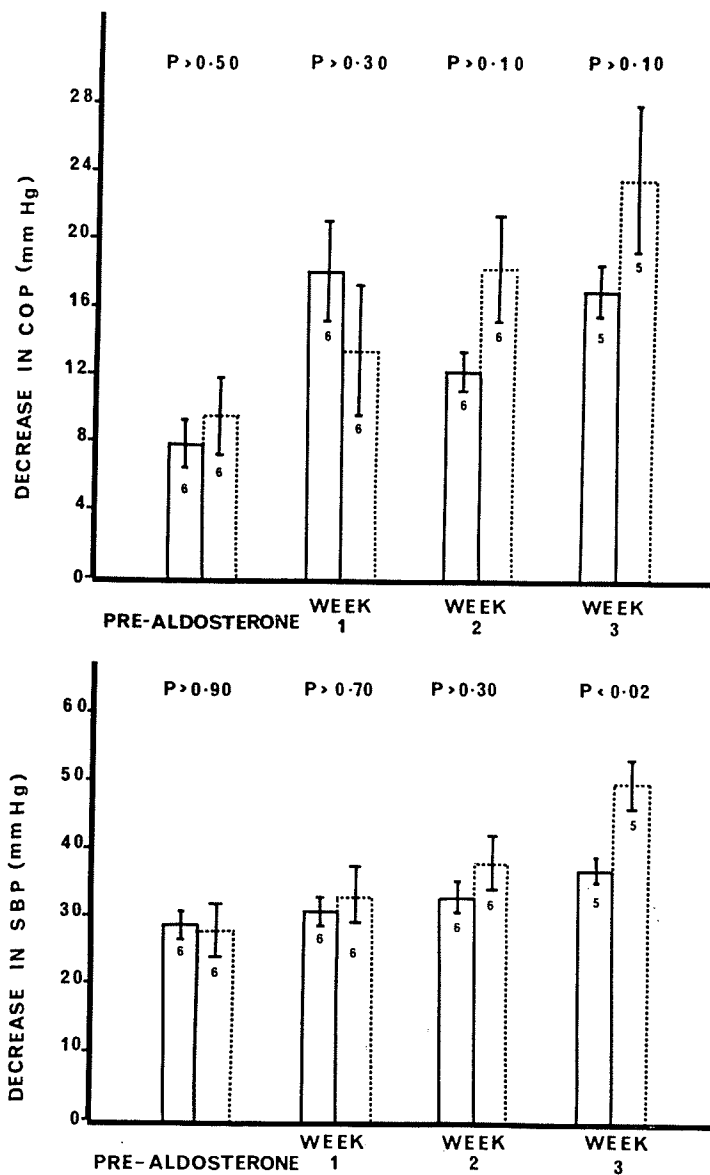 P>0·50 P>0·30 P>0·10 P>0·10
28
24
20
16
12
8
4
0
DECREASE IN COP (mm Hg)
6 6 6 6 6 6 5 5
PRE-ALDOSTERONE WEEK 1 WEEK 2 WEEK 3
P>0·90 P>0·70 P>0·30 P<0·02
60
50
40
30
20
10
0
DECREASE IN SBP (mm Hg)
6 6 6 6 6 6 5 5
PRE-ALDOSTERONE WEEK 1 WEEK 2 WEEK 3